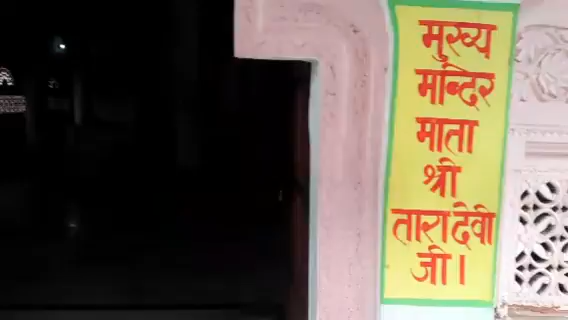 मुख्य
मन्दिर
माता
श्री
तारादेवी
जी।